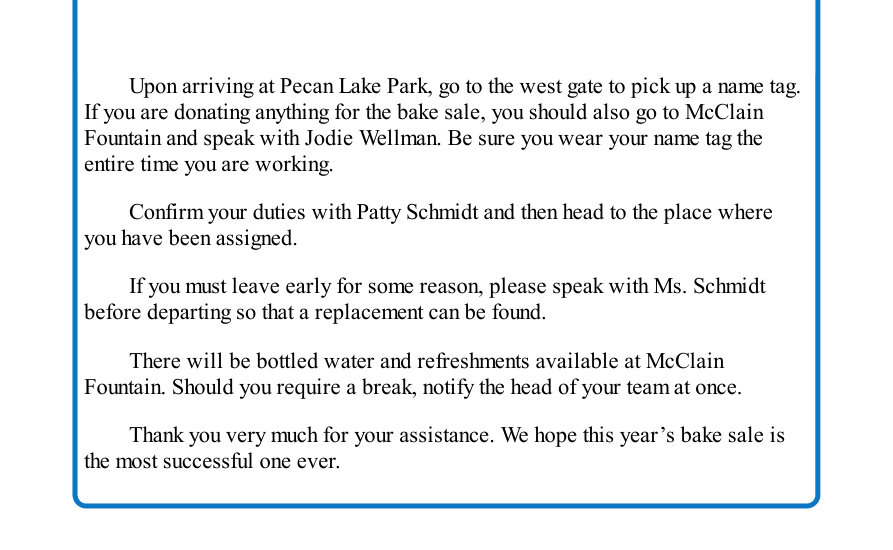 Upon arriving at Pecan Lake Park, go to the west gate to pick up a name tag.
If you are donating anything for the bake sale, you should also go to McClain
Fountain and speak with Jodie Wellman. Be sure you wear your name tag the
entire time you are working.
Confirm your duties with Patty Schmidt and then head to the place where
you have been assigned.
If you must leave early for some reason, please speak with Ms. Schmidt
before departing so that a replacement can be found.
There will be bottled water and refreshments available at McClain
Fountain. Should you require a break, notify the head of your team at once.
Thank you very much for your assistance. We hope this year’s bake sale is
the most successful one ever.